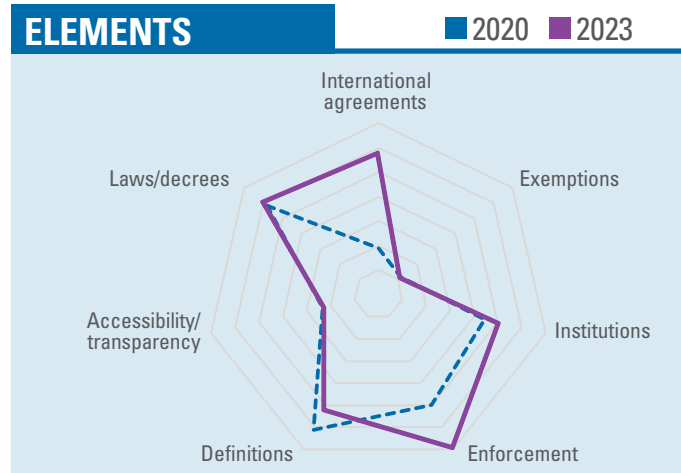 ELEMENTS
2020 2023
International
agreements
Laws/decrees
Exemptions
Accessibility/
transparency
Institutions
Definitions
Enforcement